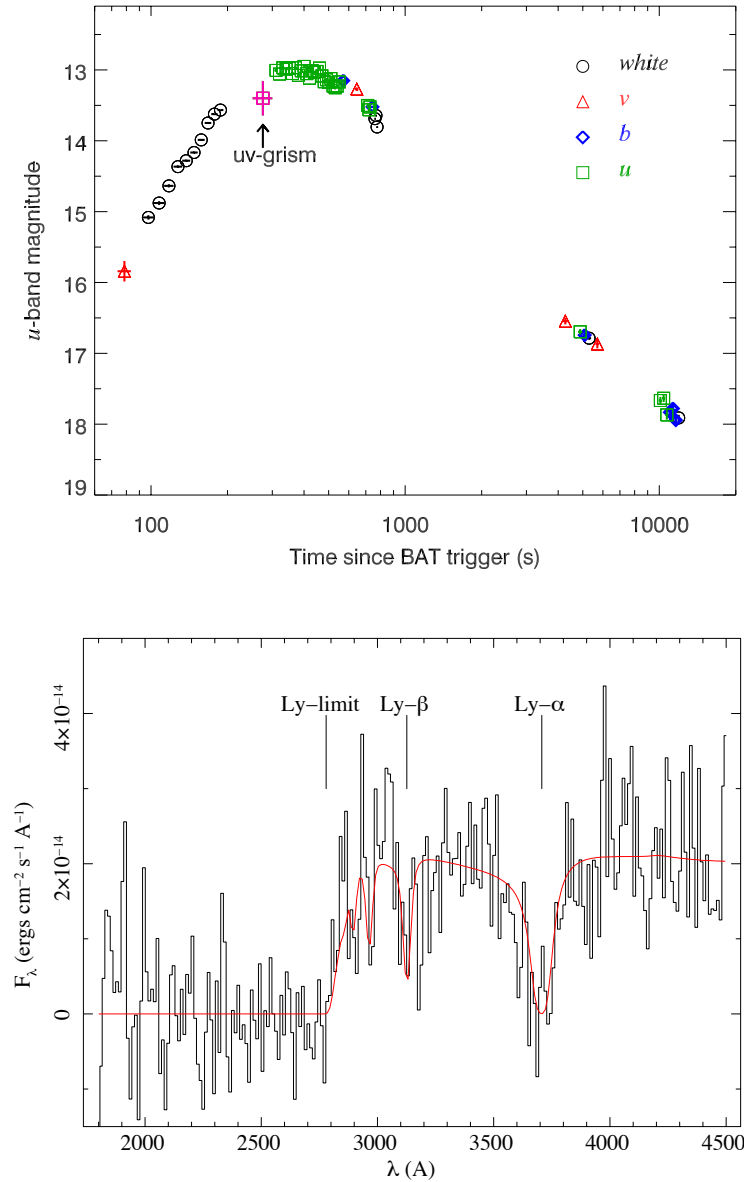 13
14
15
16
17
18
19
u-band magnitude
white
v
b
u
uv-grism
100
1000
10000
Time since BAT trigger (s)
Ly−limit
Ly−β
Ly−α
4×10⁻¹⁴
2×10⁻¹⁴
0
F_λ (ergs cm⁻² s⁻¹ A⁻¹)
2000
2500
3000
3500
4000
4500
λ (A)